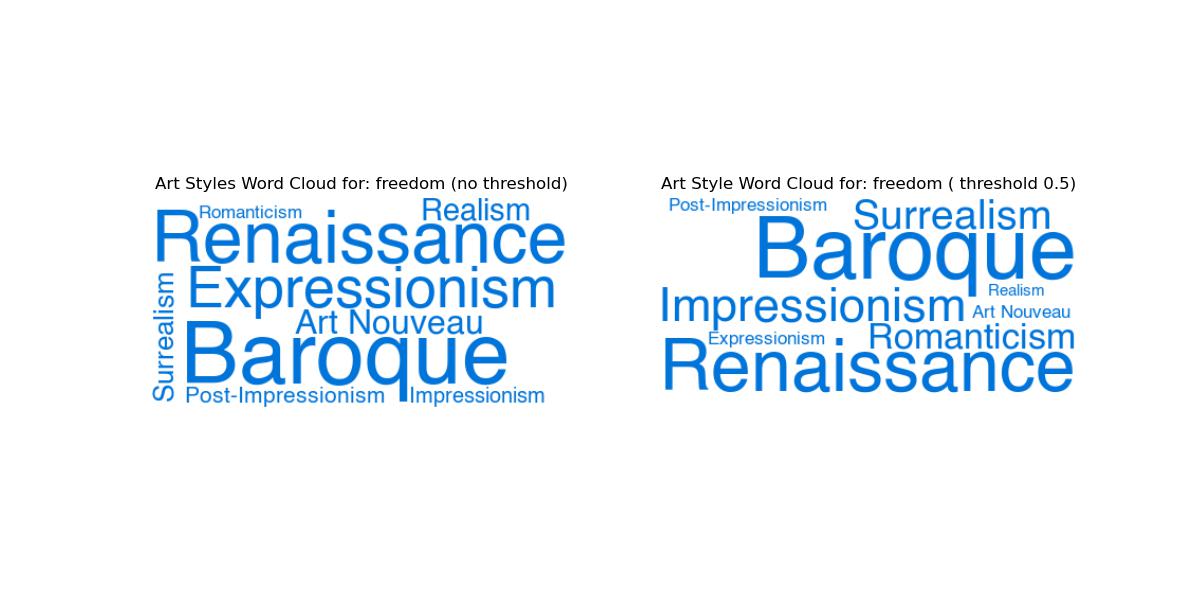 Art Styles Word Cloud for: freedom (no threshold)
Romanticism
Realism
Renaissance
Expressionism
Surrealism
Art Nouveau
Baroque
Post-Impressionism
Impressionism
Art Style Word Cloud for: freedom ( threshold 0.5)
Post-Impressionism
Surrealism
Baroque
Impressionism
Realism
Art Nouveau
Expressionism
Romanticism
Renaissance